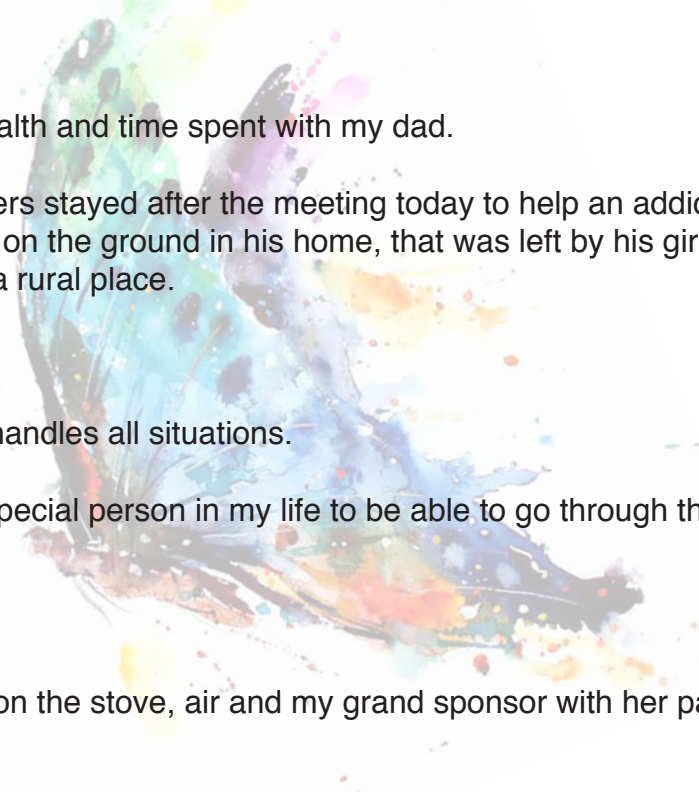 alth and time spent with my dad.
ers stayed after the meeting today to help an addic
on the ground in his home, that was left by his gir
a rural place.
handles all situations.
pecial person in my life to be able to go through th
on the stove, air and my grand sponsor with her pa